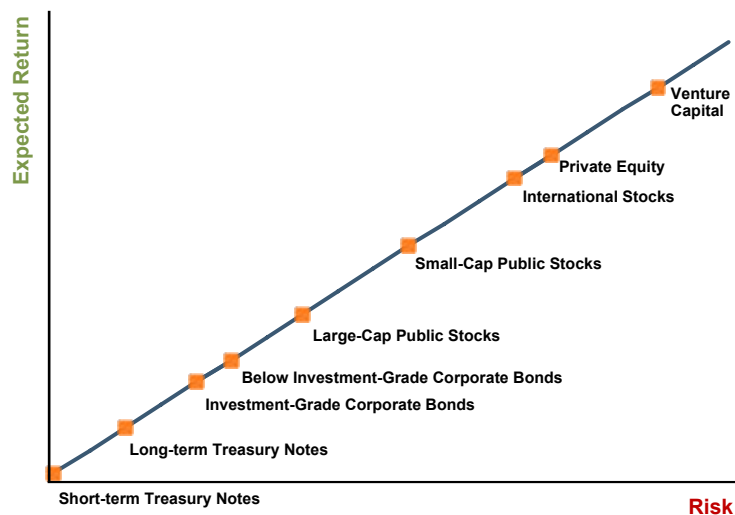 Expected Return
Venture
Capital
Private Equity
International Stocks
Small-Cap Public Stocks
Large-Cap Public Stocks
Below Investment-Grade Corporate Bonds
Investment-Grade Corporate Bonds
Long-term Treasury Notes
Short-term Treasury Notes
Risk